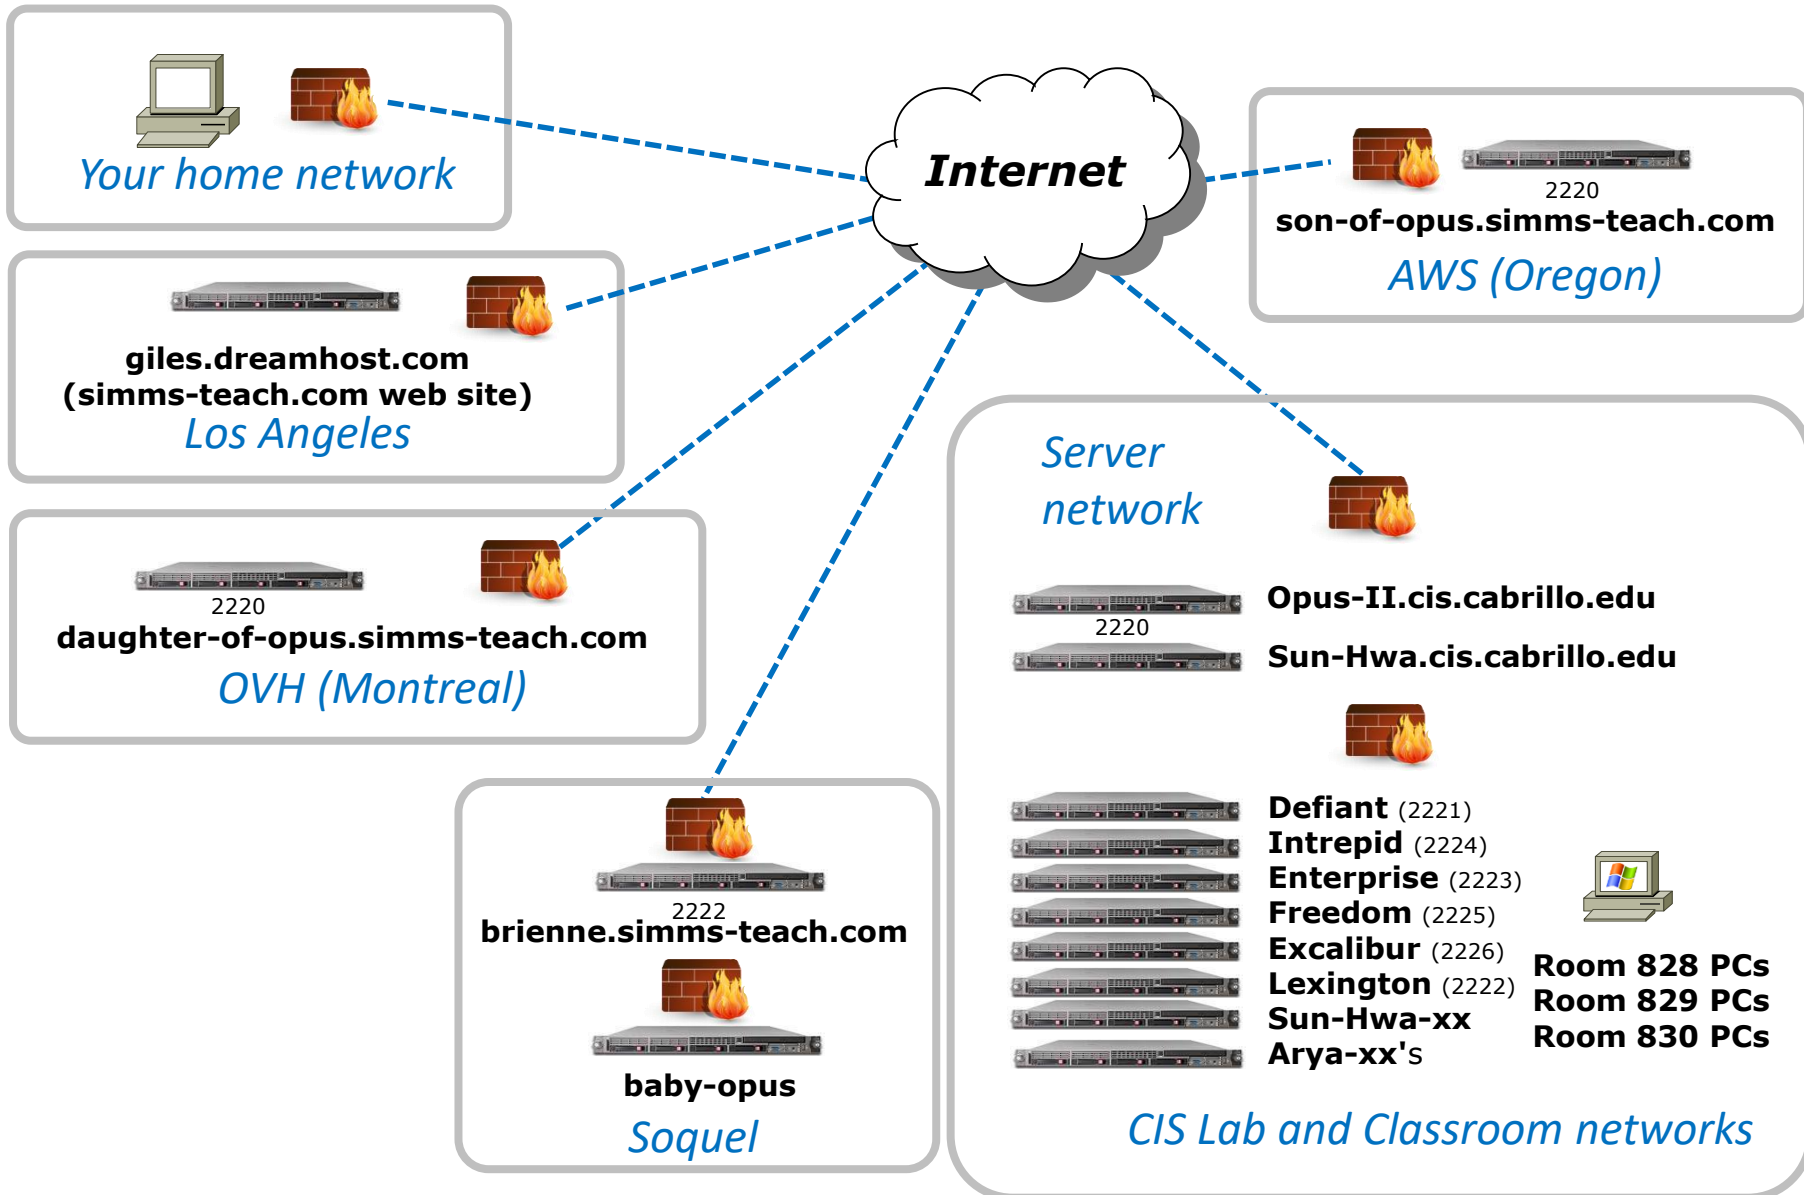 Your home network
Internet
2220
son-of-opus.simms-teach.com
AWS (Oregon)
giles.dreamhost.com
(simms-teach.com web site)
Los Angeles
2220
daughter-of-opus.simms-teach.com
OVH (Montreal)
2222
brienne.simms-teach.com
baby-opus
Soquel
Server
network
Opus-II.cis.cabrillo.edu
2220
Sun-Hwa.cis.cabrillo.edu
Defiant (2221)
Intrepid (2224)
Enterprise (2223)
Freedom (2225)
Excalibur (2226)
Lexington (2222)
Sun-Hwa-xx
Arya-xx's
Room 828 PCs
Room 829 PCs
Room 830 PCs
CIS Lab and Classroom networks